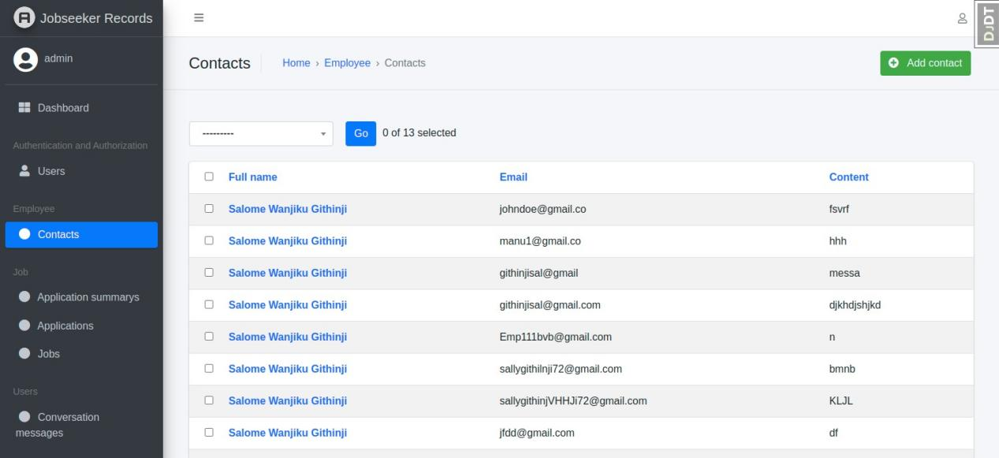 Jobseeker Records
admin
Dashboard
Authentication and Authorization
Users
Employee
Contacts
Job
Application summarys
Applications
Jobs
Users
Conversation
messages
DJDT
Contacts
Home › Employee › Contacts
Add contact
---------
Go
0 of 13 selected
Full name Email Content
Salome Wanjiku Githinji johndoe@gmail.co fsvrf
Salome Wanjiku Githinji manu1@gmail.co hhh
Salome Wanjiku Githinji githinjisal@gmail messa
Salome Wanjiku Githinji githinjisal@gmail.com djkhdjshjkd
Salome Wanjiku Githinji Emp111bvb@gmail.com n
Salome Wanjiku Githinji sallygithilnji72@gmail.com bmnb
Salome Wanjiku Githinji sallygithinjVHHJi72@gmail.com KLJL
Salome Wanjiku Githinji jfdd@gmail.com df